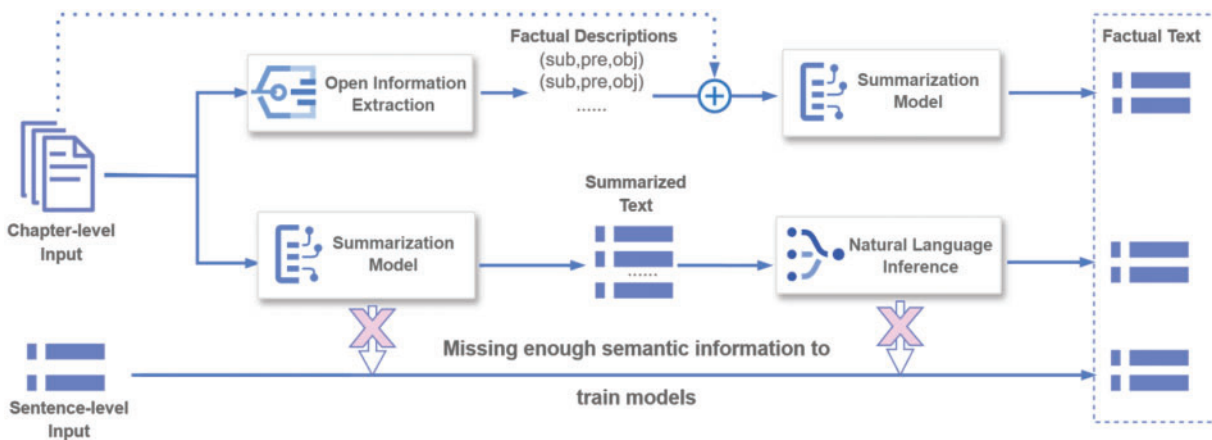 Factual Descriptions
(sub,pre,obj)
(sub,pre,obj)
......
Open Information
Extraction
Summarization
Model
Factual Text
Chapter-level
Input
Summarization
Model
Summarized
Text
......
Natural Language
Inference
Missing enough semantic information to
train models
Sentence-level
Input